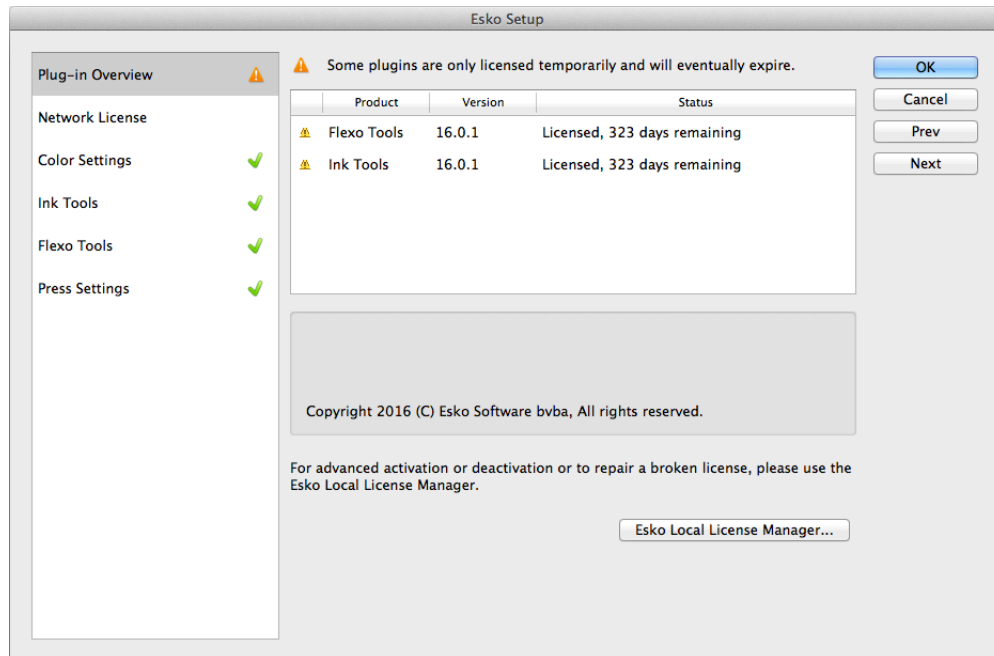 Esko Setup
Plug-in Overview
Network License
Color Settings
Ink Tools
Flexo Tools
Press Settings
Some plugins are only licensed temporarily and will eventually expire.
Product Version Status
Flexo Tools 16.0.1 Licensed, 323 days remaining
Ink Tools 16.0.1 Licensed, 323 days remaining
Copyright 2016 (C) Esko Software bvba, All rights reserved.
For advanced activation or deactivation or to repair a broken license, please use the
Esko Local License Manager.
Esko Local License Manager...
OK
Cancel
Prev
Next